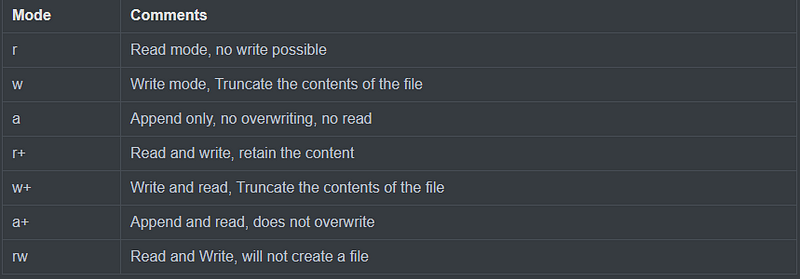 Mode Comments
r Read mode, no write possible
w Write mode, Truncate the contents of the file
a Append only, no overwriting, no read
r+ Read and write, retain the content
w+ Write and read, Truncate the contents of the file
a+ Append and read, does not overwrite
rw Read and Write, will not create a file